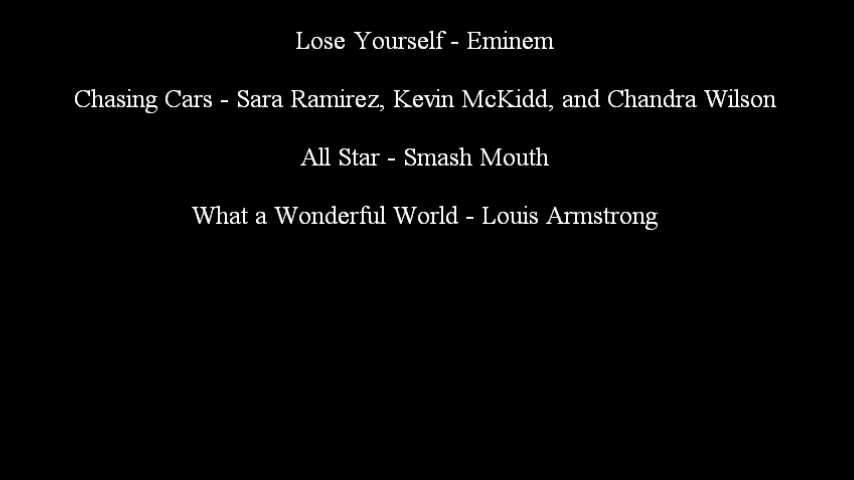 Lose Yourself - Eminem
Chasing Cars - Sara Ramirez, Kevin McKidd, and Chandra Wilson
All Star - Smash Mouth
What a Wonderful World - Louis Armstrong